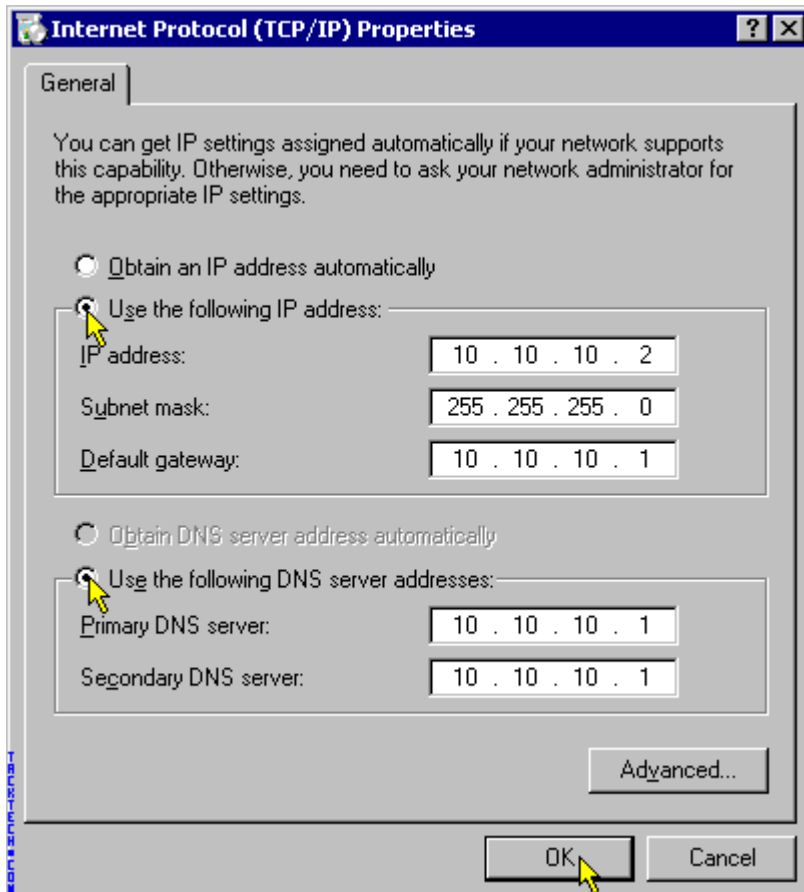 Internet Protocol (TCP/IP) Properties
General
You can get IP settings assigned automatically if your network supports
this capability. Otherwise, you need to ask your network administrator for
the appropriate IP settings.
Obtain an IP address automatically
Use the following IP address:
IP address: 10 . 10 . 10 . 2
Subnet mask: 255 . 255 . 255 . 0
Default gateway: 10 . 10 . 10 . 1
Obtain DNS server address automatically
Use the following DNS server addresses:
Primary DNS server: 10 . 10 . 10 . 1
Secondary DNS server: 10 . 10 . 10 . 1
Advanced...
OK Cancel
TACKTECH.COM